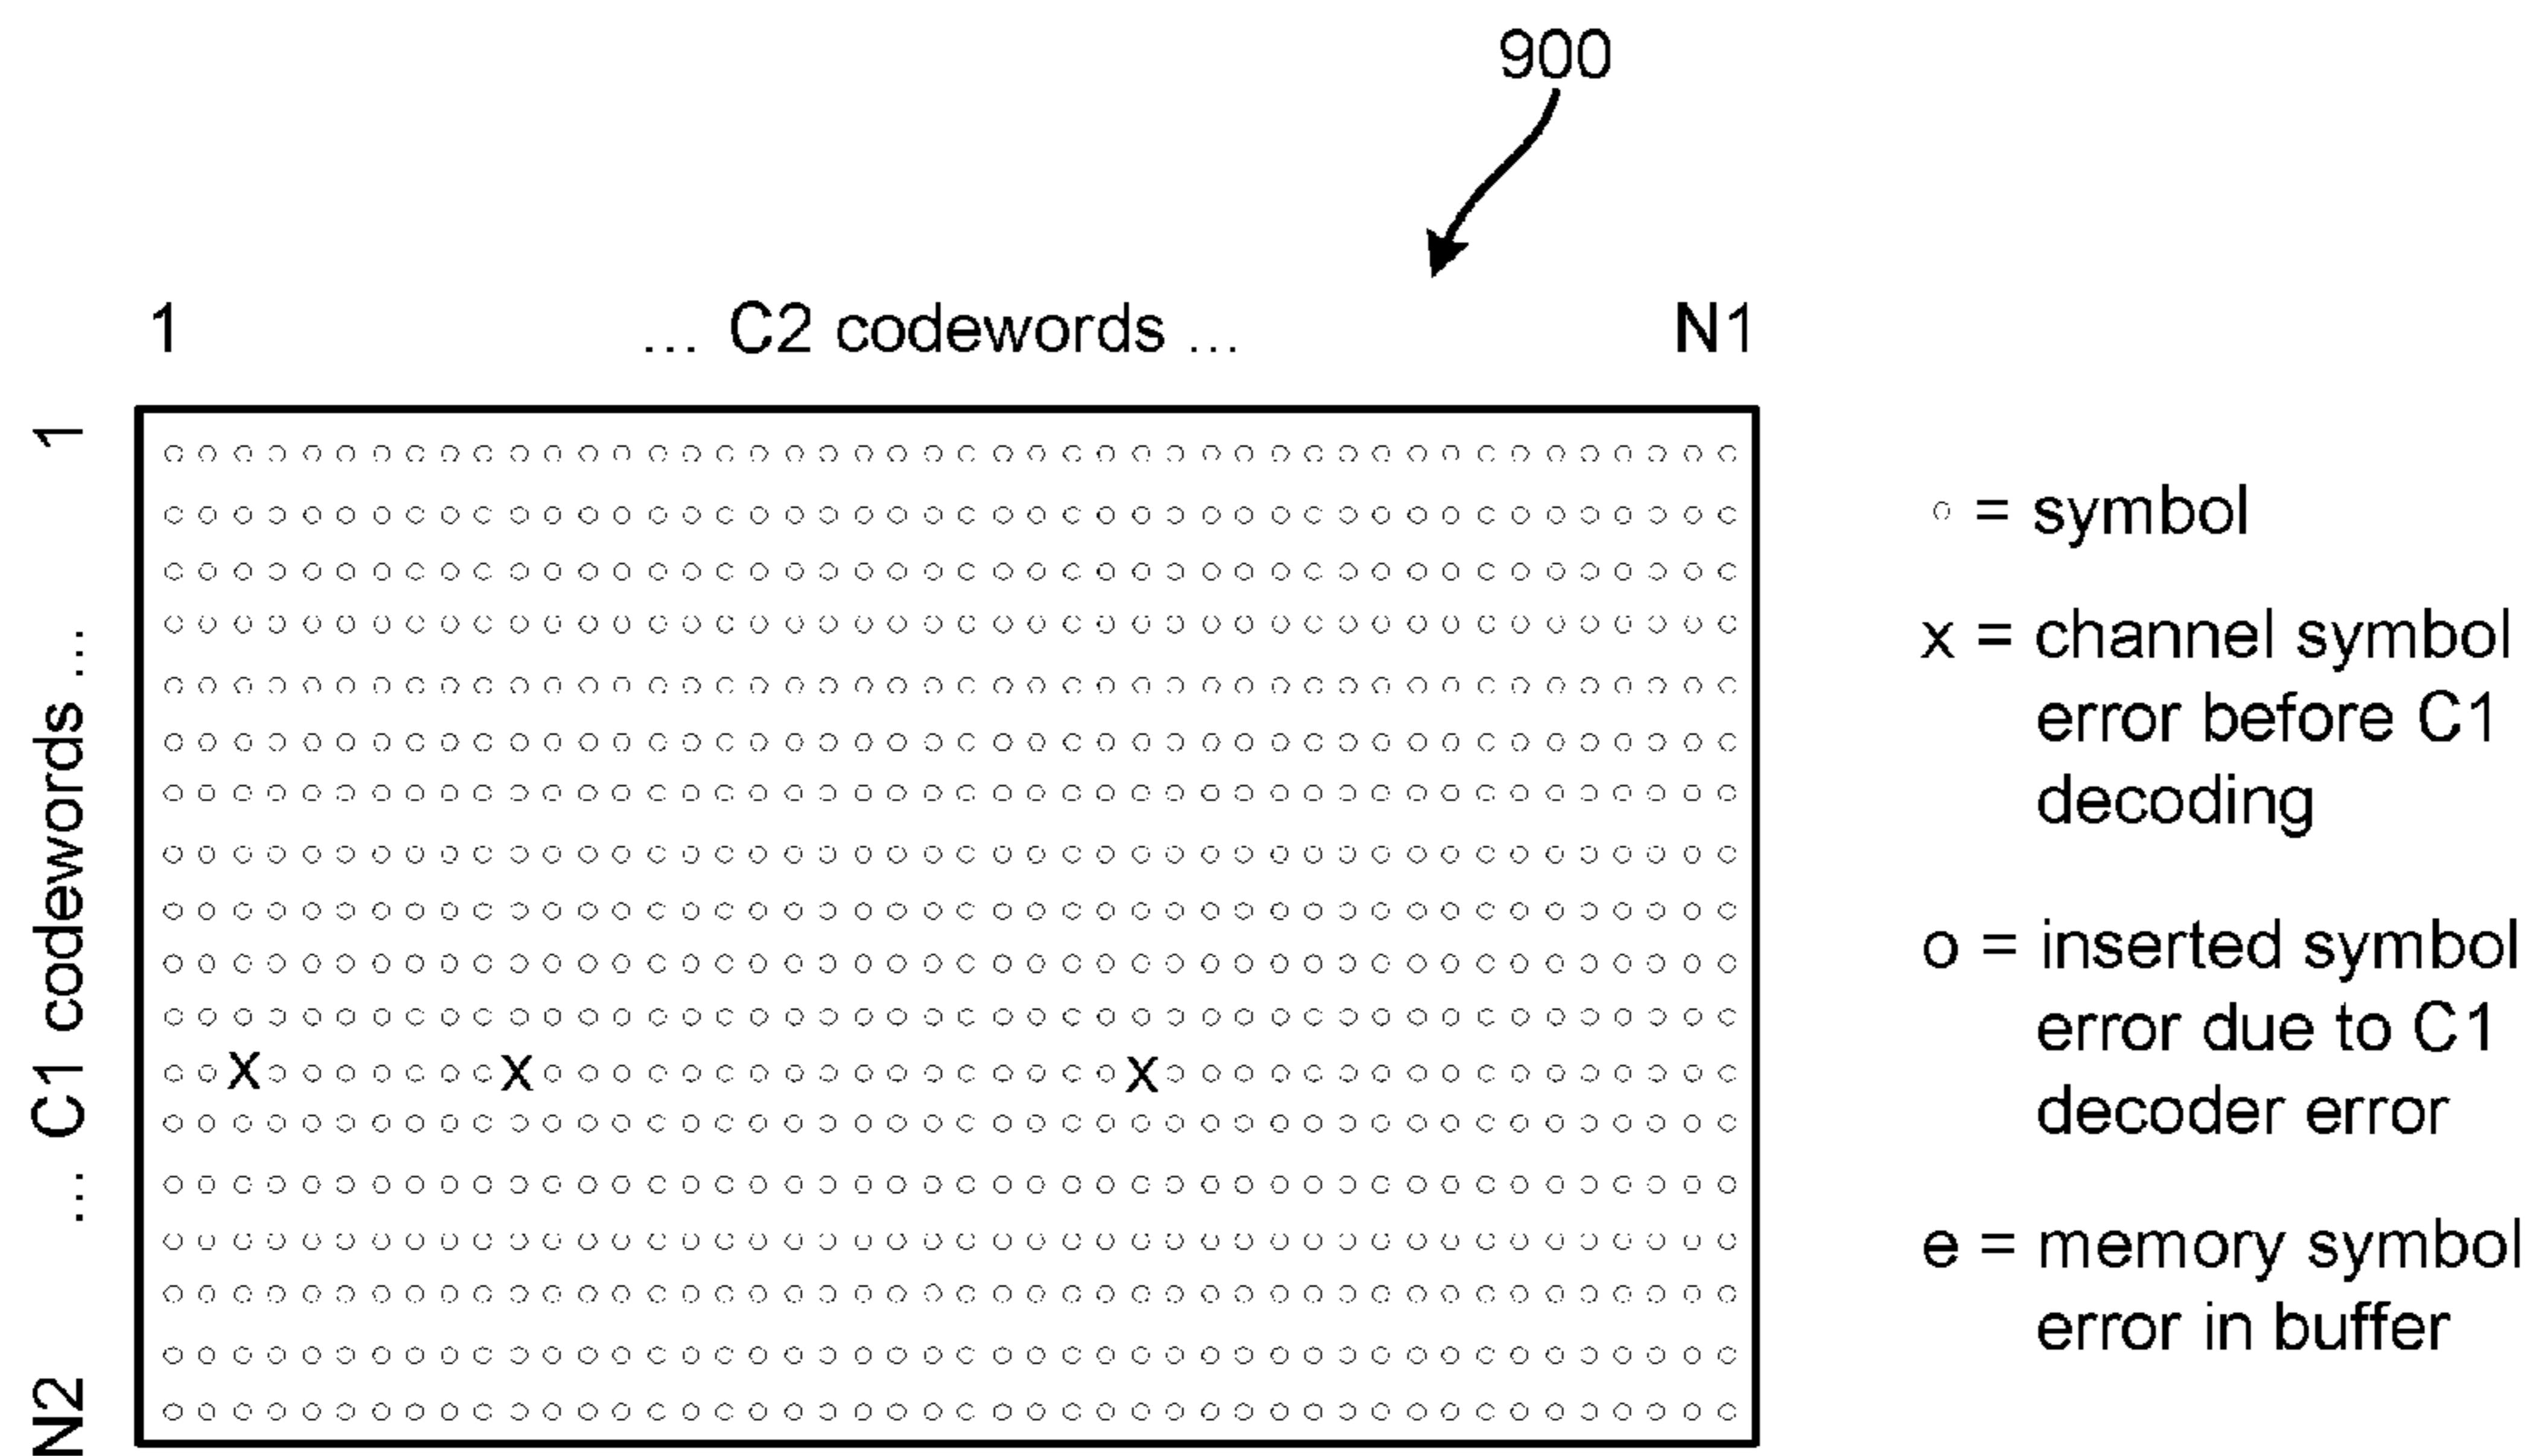 900
1 ... C2 codewords ... N1
1 ... C1 codewords ... N2
X X X
○ = symbol
x = channel symbol
error before C1
decoding
o = inserted symbol
error due to C1
decoder error
e = memory symbol
error in buffer